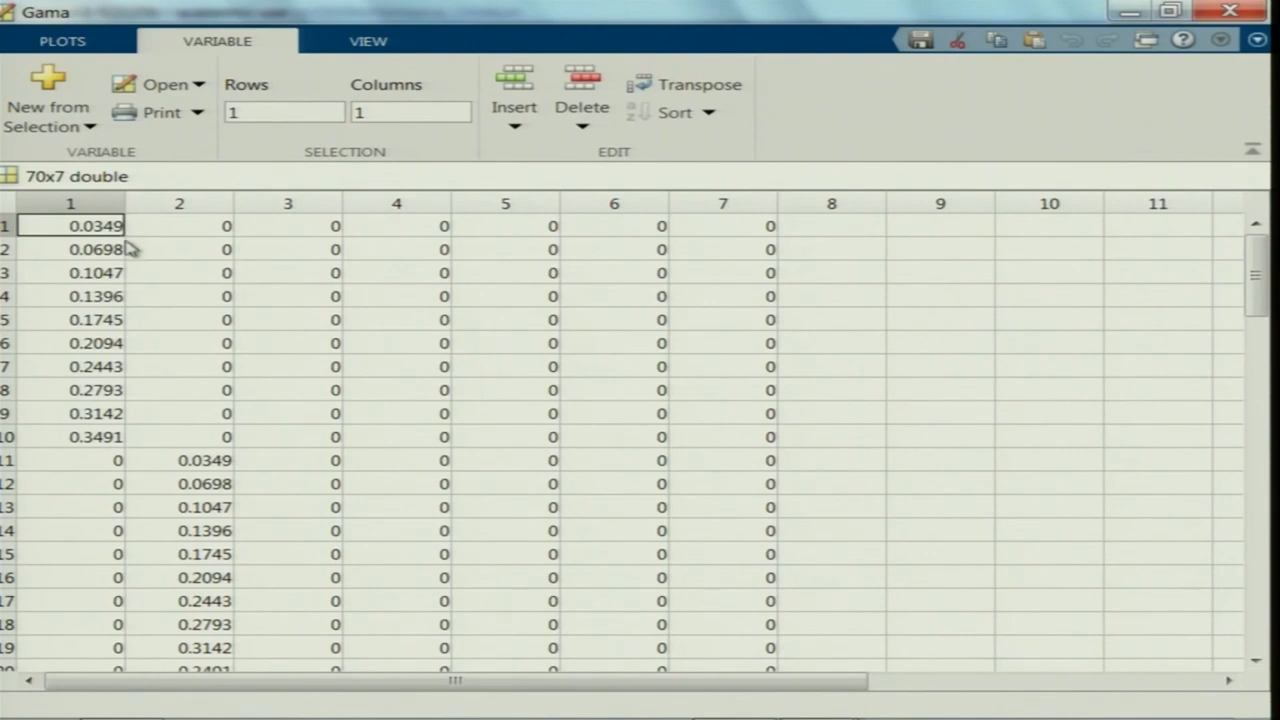 Gama
PLOTS VARIABLE VIEW
New from Selection
Open
Print
Rows Columns
1 1
Insert Delete
Transpose
Sort
VARIABLE SELECTION EDIT
70x7 double
1 2 3 4 5 6 7 8 9 10 11
1 0.0349 0 0 0 0 0 0
2 0.0698 0 0 0 0 0 0
3 0.1047 0 0 0 0 0 0
4 0.1396 0 0 0 0 0 0
5 0.1745 0 0 0 0 0 0
6 0.2094 0 0 0 0 0 0
7 0.2443 0 0 0 0 0 0
8 0.2793 0 0 0 0 0 0
9 0.3142 0 0 0 0 0 0
10 0.3491 0 0 0 0 0 0
11 0 0.0349 0 0 0 0 0
12 0 0.0698 0 0 0 0 0
13 0 0.1047 0 0 0 0 0
14 0 0.1396 0 0 0 0 0
15 0 0.1745 0 0 0 0 0
16 0 0.2094 0 0 0 0 0
17 0 0.2443 0 0 0 0 0
18 0 0.2793 0 0 0 0 0
19 0 0.3142 0 0 0 0 0